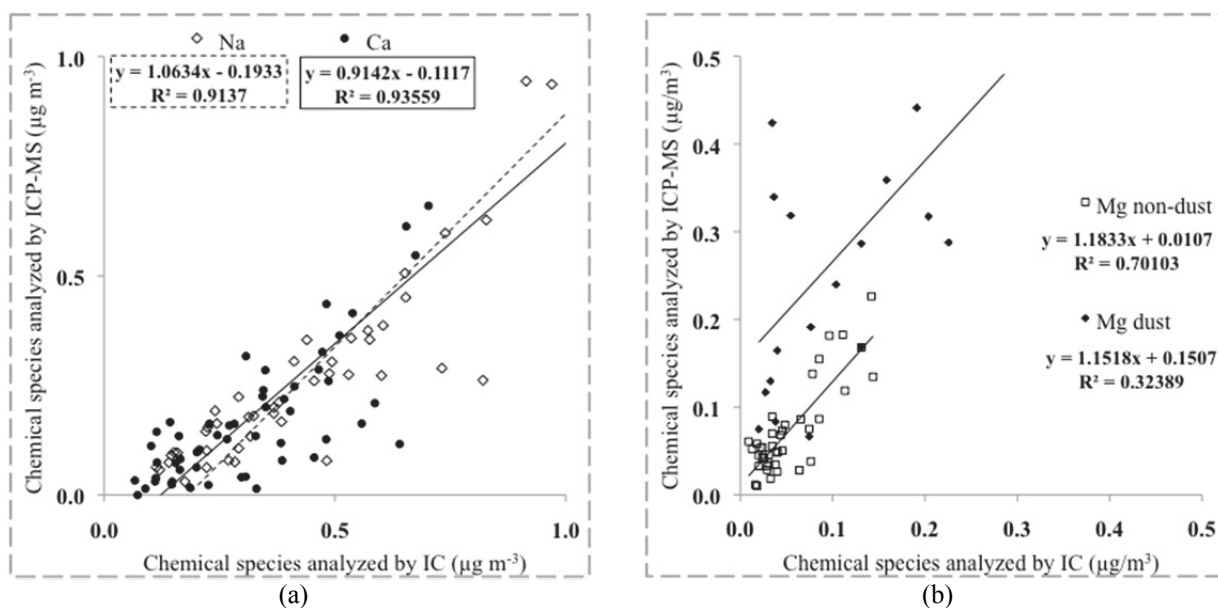 Na Ca
y = 1.0634x - 0.1933
R² = 0.9137
y = 0.9142x - 0.1117
R² = 0.93559
1.0
0.5
0.0
Chemical species analyzed by ICP-MS (µg m⁻³)
0.0 0.5 1.0
Chemical species analyzed by IC (µg m⁻³)
(a)
0.5
0.4
0.3
0.2
0.1
0.0
Chemical species analyzed by ICP-MS (µg/m³)
Mg non-dust
y = 1.1833x + 0.0107
R² = 0.70103
Mg dust
y = 1.1518x + 0.1507
R² = 0.32389
0.0 0.1 0.2 0.3 0.4 0.5
Chemical species analyzed by IC (µg/m³)
(b)